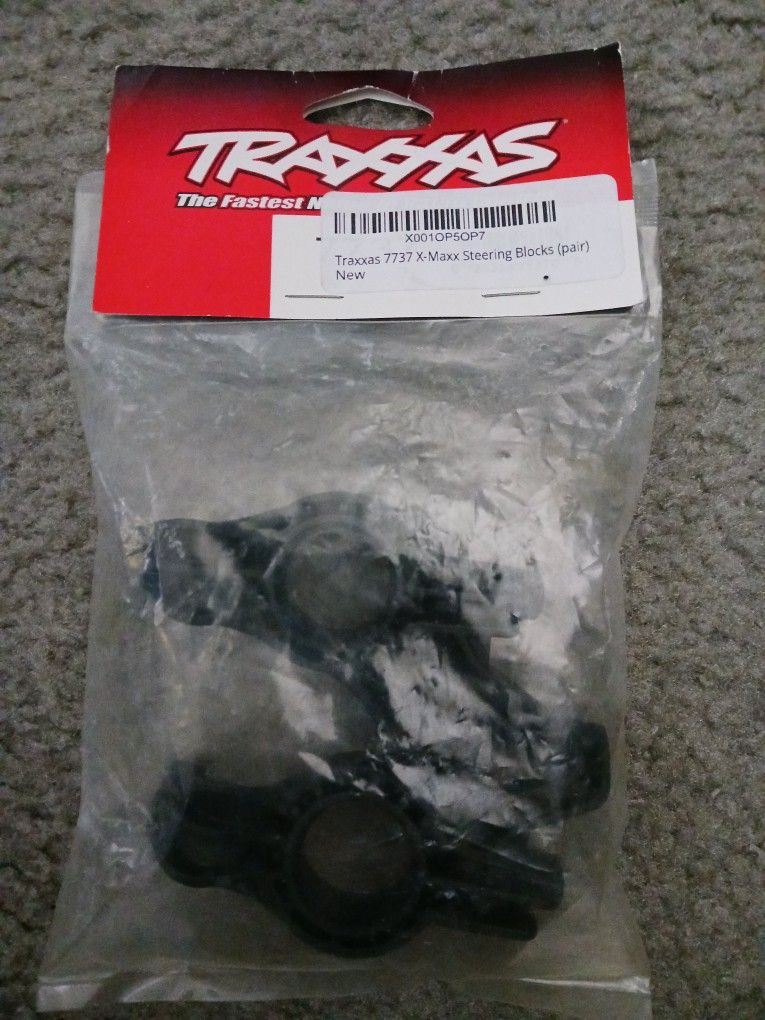 TRAXXAS
The Fastest N
X001OP5OP7
Traxxas 7737 X-Maxx Steering Blocks (pair)
New